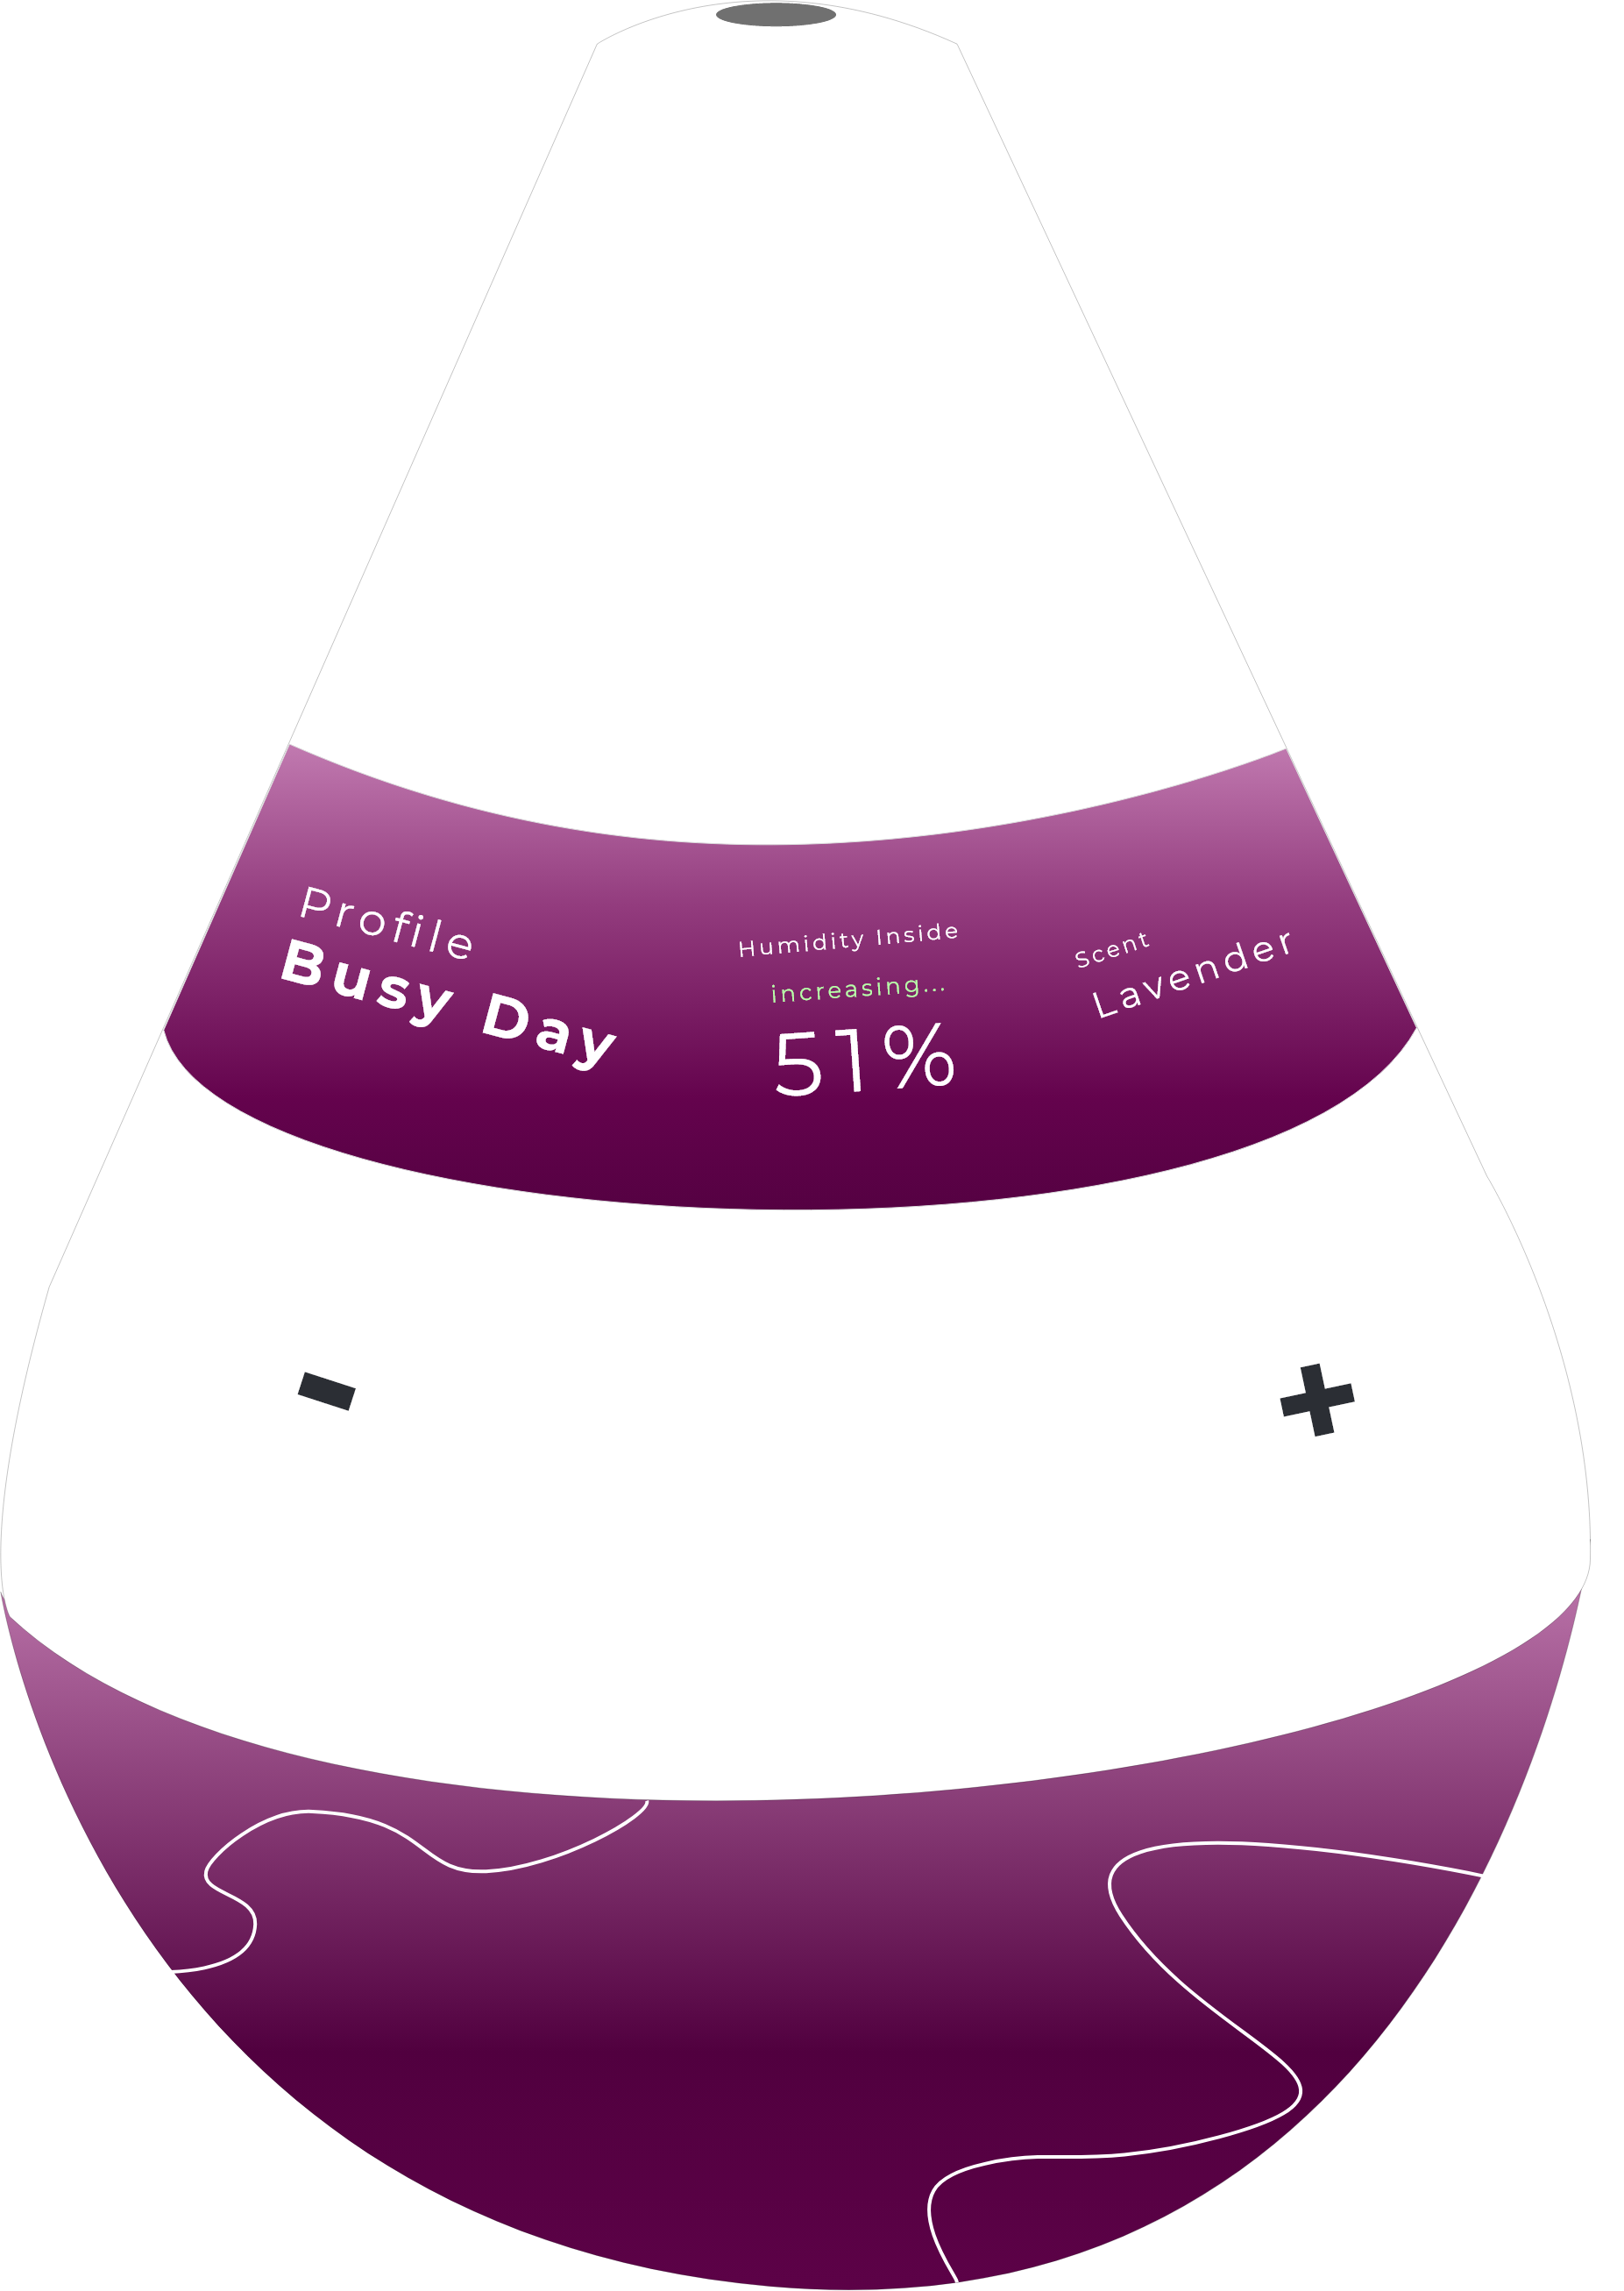 Profile
Busy Day
Humidity Inside
increasing...
51%
Scent
Lavender
-
+